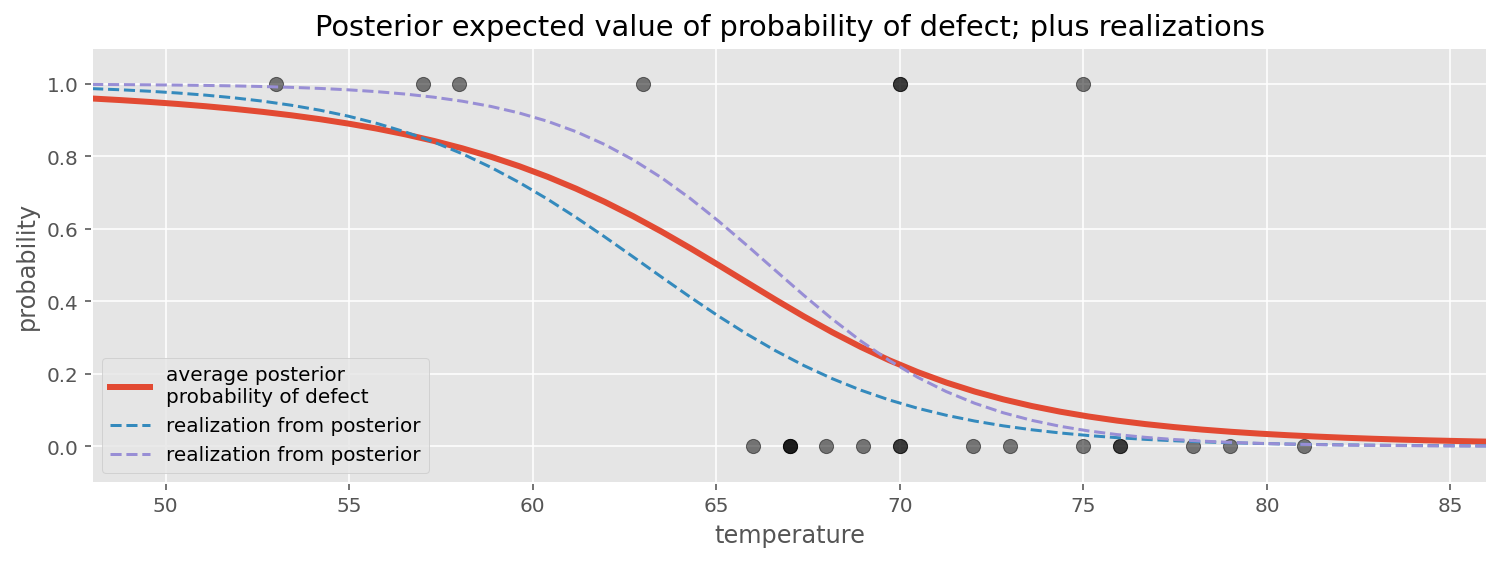 Posterior expected value of probability of defect; plus realizations
probability
1.0
0.8
0.6
0.4
0.2
0.0
average posterior
probability of defect
realization from posterior
realization from posterior
50 55 60 65 70 75 80 85
temperature